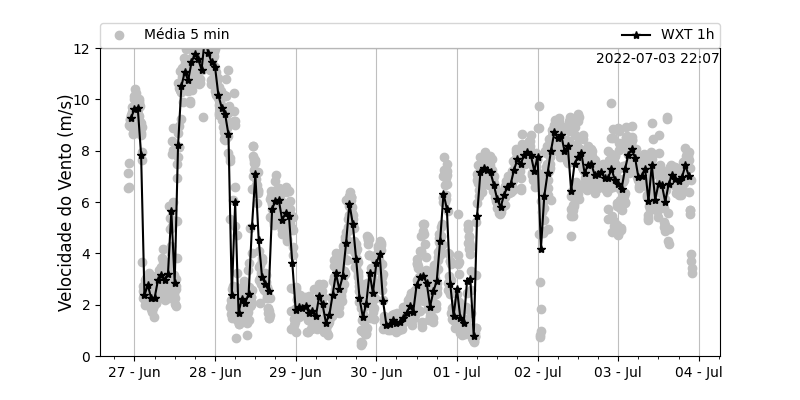 Média 5 min
WXT 1h
2022-07-03 22:07
Velocidade do Vento (m/s)
12
10
8
6
4
2
0
27 - Jun
28 - Jun
29 - Jun
30 - Jun
01 - Jul
02 - Jul
03 - Jul
04 - Jul